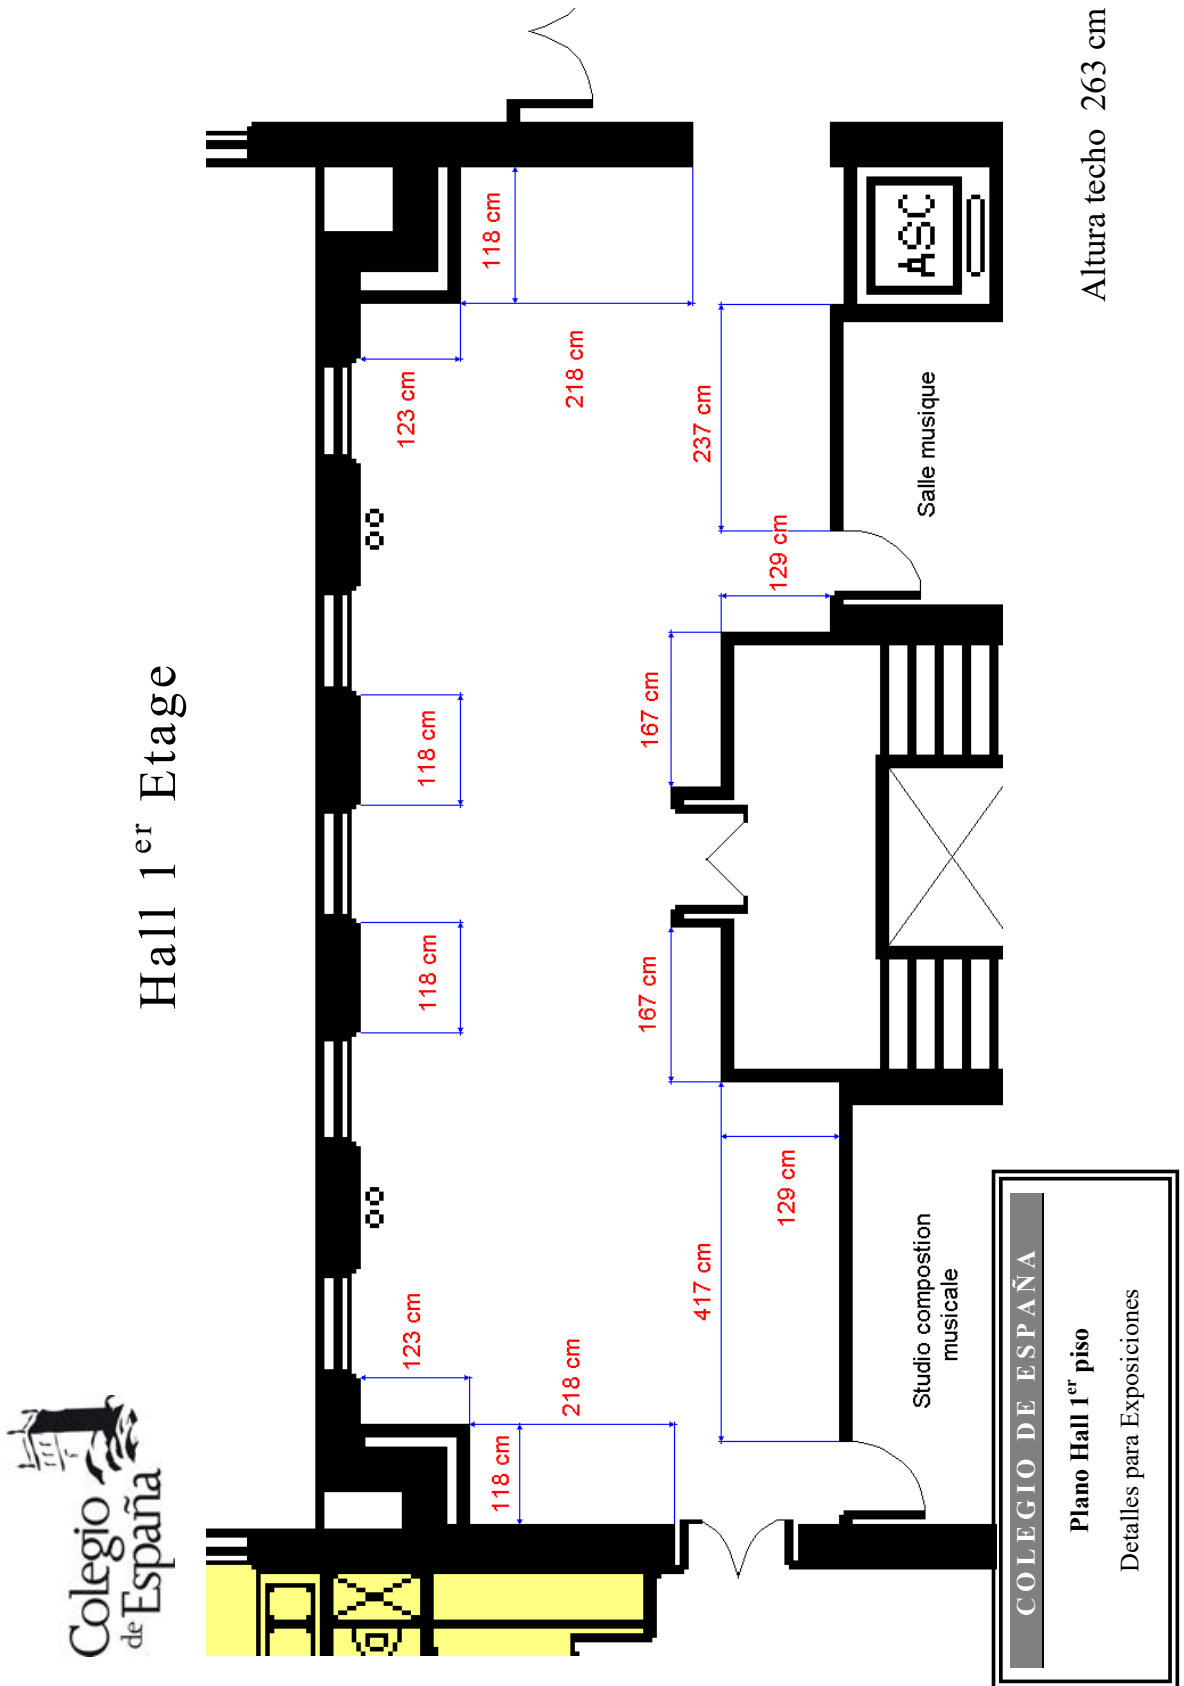 Colegio
de España
Hall 1er Etage
Altura techo 263 cm
123 cm
118 cm
118 cm
123 cm
118 cm
218 cm
218 cm
118 cm
167 cm
167 cm
417 cm
129 cm
129 cm
237 cm
ASC
Studio compostion
musicale
Salle musique
COLEGIO DE ESPAÑA
Plano Hall 1er piso
Detalles para Exposiciones